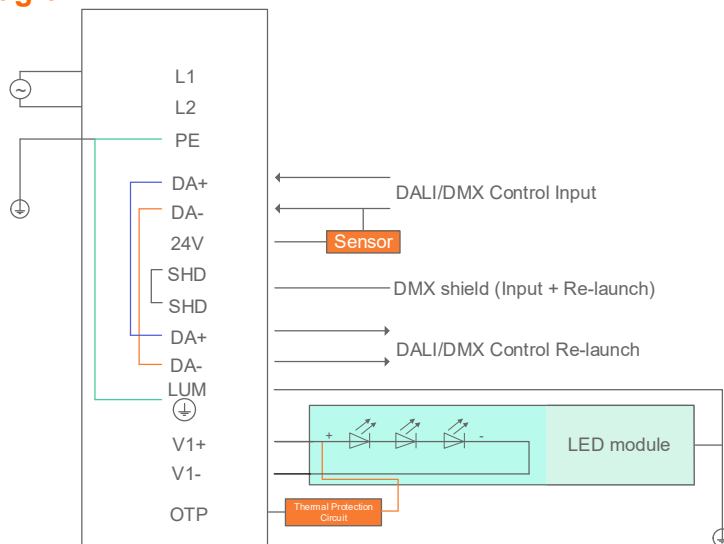 L1
L2
PE
DA+
DA-
24V
SHD
SHD
DA+
DA-
LUM
V1+
V1-
OTP
DALI/DMX Control Input
Sensor
DMX shield (Input + Re-launch)
DALI/DMX Control Re-launch
+
-
LED module
Thermal Protection
Circuit